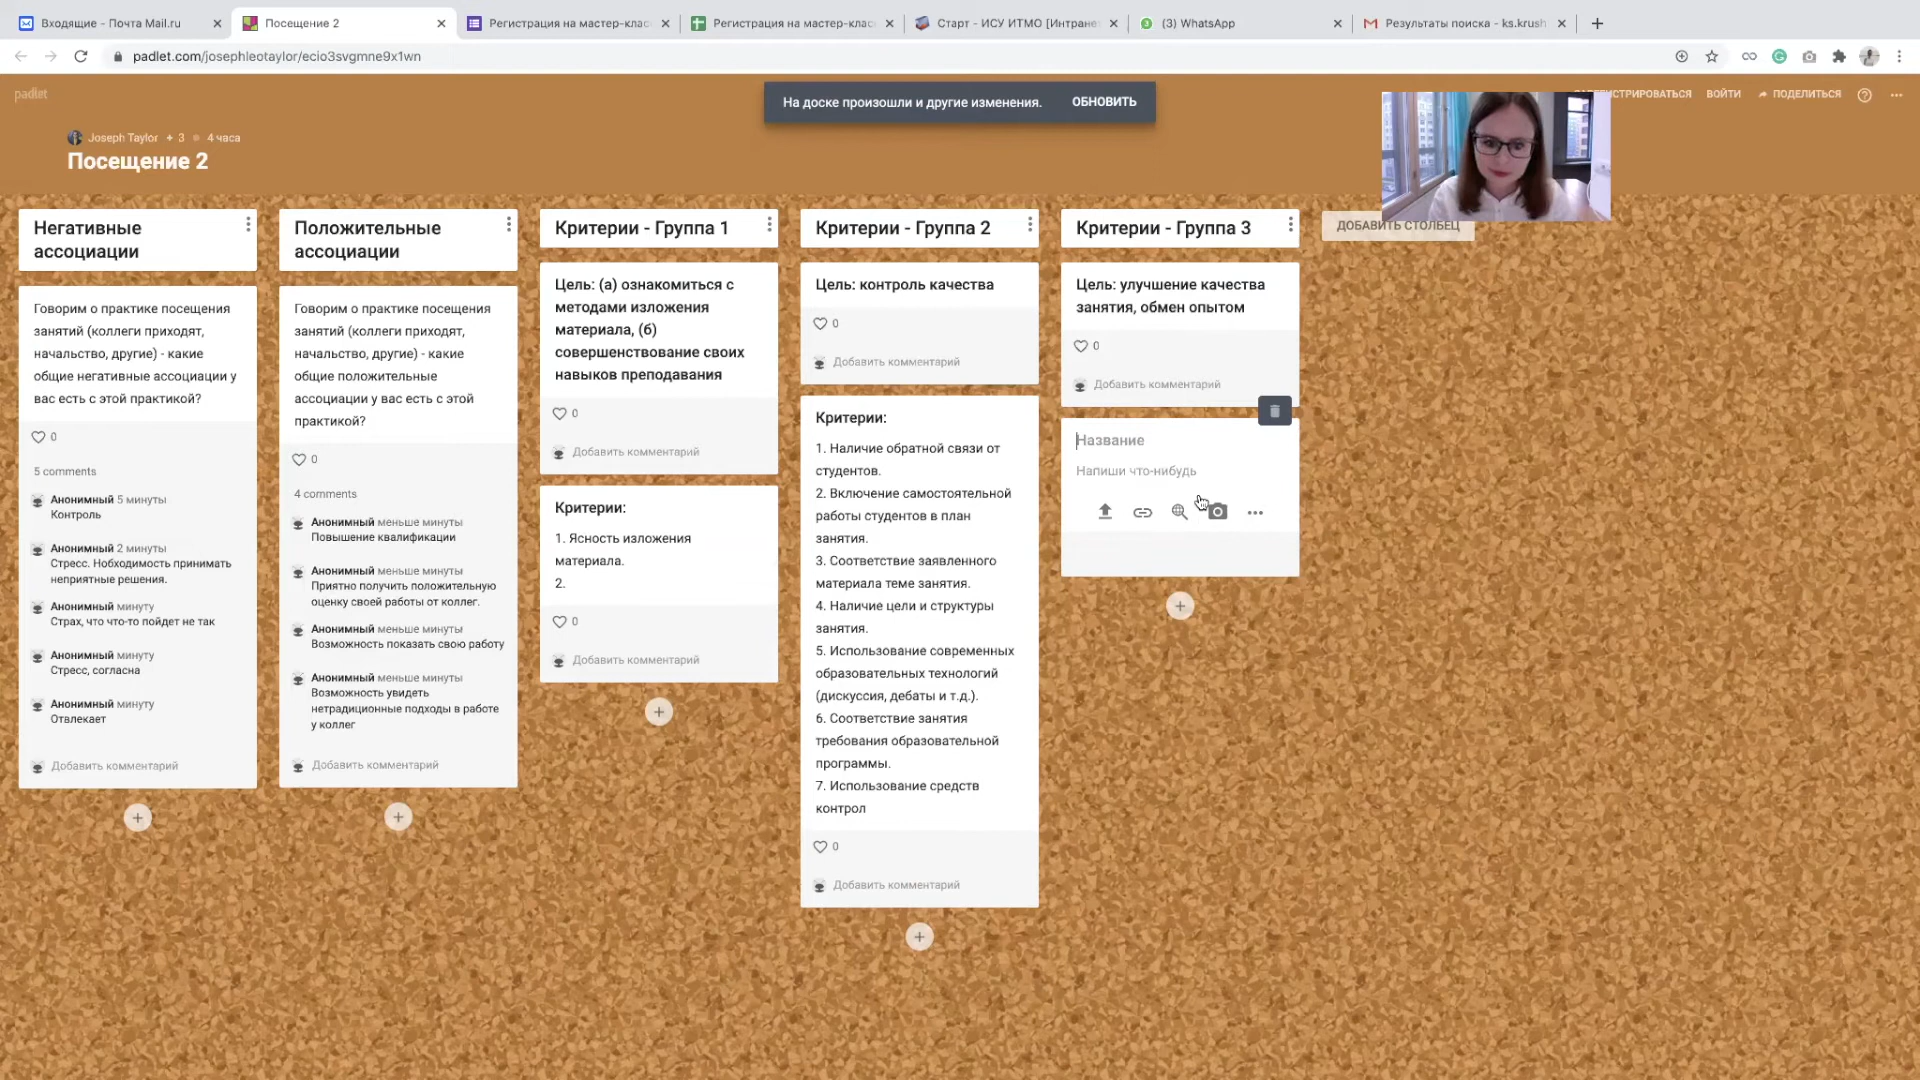 Входящие - Почта Mail.ru
Посещение 2
Регистрация на мастер-клас
Регистрация на мастер-клас
Старт - ИСУ ИТМО [Интранет
(3) WhatsApp
Результаты поиска - ks.krush
padlet.com/josephleotaylor/ecio3svgmne9x1wn
padlet
На доске произошли и другие изменения. ОБНОВИТЬ
ВОЙТИ
ПОДЕЛИТЬСЯ
Joseph Taylor + 3 4 часа
Посещение 2
Негативные
ассоциации
Говорим о практике посещения
занятий (коллеги приходят,
начальство, другие) - какие
общие негативные ассоциации у
вас есть с этой практикой?
0
5 comments
Анонимный 5 минуты
Контроль
Анонимный 2 минуты
Стресс. Нобходимость принимать
неприятные решения.
Анонимный минуту
Страх, что что-то пойдет не так
Анонимный минуту
Стресс, согласна
Анонимный минуту
Отвлекает
Добавить комментарий
Положительные
ассоциации
Говорим о практике посещения
занятий (коллеги приходят,
начальство, другие) - какие
общие положительные
ассоциации у вас есть с этой
практикой?
0
4 comments
Анонимный меньше минуты
Повышение квалификации
Анонимный меньше минуты
Приятно получить положительную
оценку своей работы от коллег.
Анонимный меньше минуты
Возможность показать свою работу
Анонимный меньше минуты
Возможность увидеть
нетрадиционные подходы в работе
у коллег
Добавить комментарий
Критерии - Группа 1
Цель: (а) ознакомиться с
методами изложения
материала, (б)
совершенствование своих
навыков преподавания
0
Добавить комментарий
Критерии:
1. Ясность изложения
материала.
2.
0
Добавить комментарий
Критерии - Группа 2
Цель: контроль качества
0
Добавить комментарий
Критерии:
1. Наличие обратной связи от
студентов.
2. Включение самостоятельной
работы студентов в план
занятия.
3. Соответствие заявленного
материала теме занятия.
4. Наличие цели и структуры
занятия.
5. Использование современных
образовательных технологий
(дискуссия, дебаты и т.д.).
6. Соответствие занятия
требования образовательной
программы.
7. Использование средств
контрол
0
Добавить комментарий
Критерии - Группа 3
Цель: улучшение качества
занятия, обмен опытом
0
Добавить комментарий
Название
Напиши что-нибудь
ДОБАВИТЬ СТОЛБЕЦ